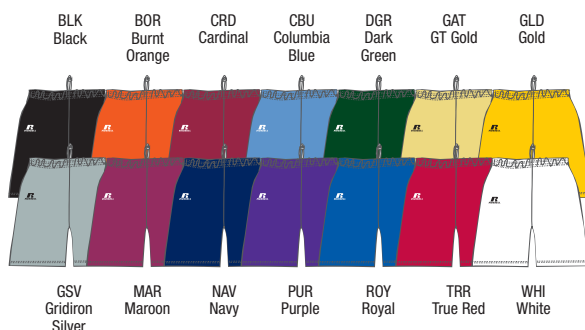 BLK
Black
BOR
Burnt
Orange
CRD
Cardinal
CBU
Columbia
Blue
DGR
Dark
Green
GAT
GT Gold
GLD
Gold
GSV
Gridiron
Silver
MAR
Maroon
NAV
Navy
PUR
Purple
ROY
Royal
TRR
True Red
WHI
White